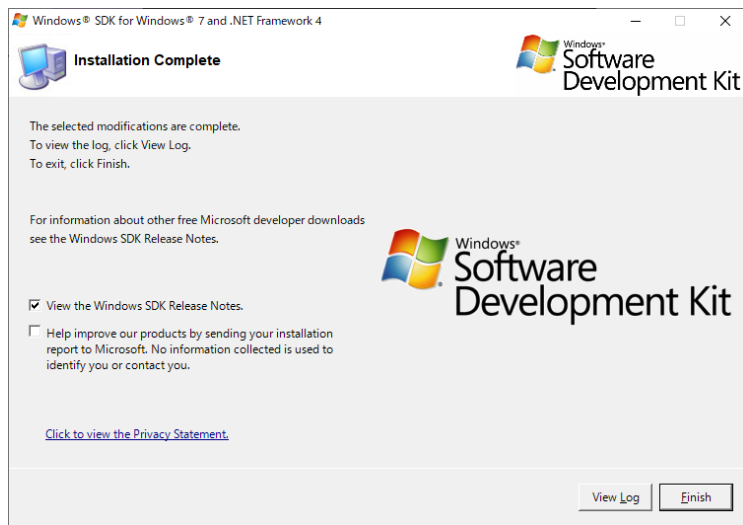 Windows® SDK for Windows® 7 and .NET Framework 4
Installation Complete
Windows®
Software
Development Kit
The selected modifications are complete.
To view the log, click View Log.
To exit, click Finish.
For information about other free Microsoft developer downloads
see the Windows SDK Release Notes.
Windows®
Software
Development Kit
View the Windows SDK Release Notes.
Help improve our products by sending your installation
report to Microsoft. No information collected is used to
identify you or contact you.
Click to view the Privacy Statement.
View Log
Finish